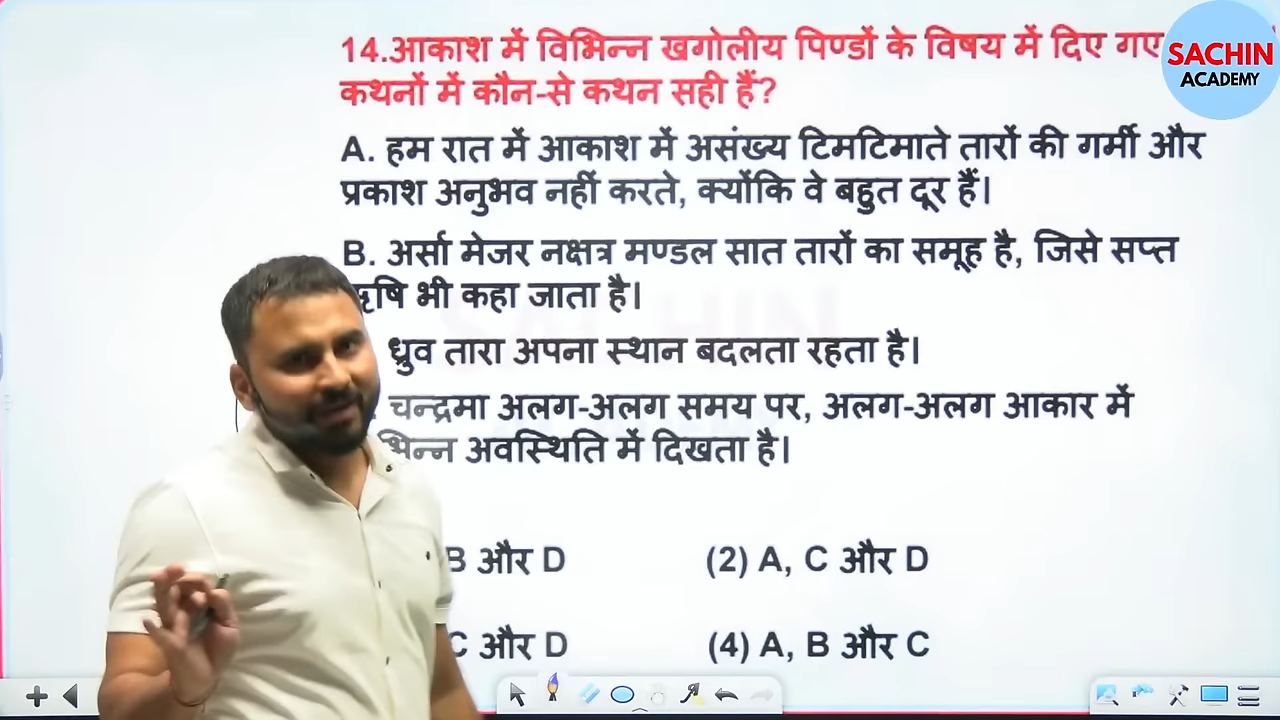 14.आकाश में विभिन्न खगोलीय पिण्डों के विषय में दिए गए
SACHIN
ACADEMY
कथनों में कौन-से कथन सही हैं?
A. हम रात में आकाश में असंख्य टिमटिमाते तारों की गर्मी और
प्रकाश अनुभव नहीं करते, क्योंकि वे बहुत दूर हैं।
B. अर्सा मेजर नक्षत्र मण्डल सात तारों का समूह है, जिसे सप्त
ऋषि भी कहा जाता है।
ध्रुव तारा अपना स्थान बदलता रहता है।
चन्द्रमा अलग-अलग समय पर, अलग-अलग आकार में
भिन्न अवस्थिति में दिखता है।
B और D
(2) A, C और D
C और D
(4) A, B और C